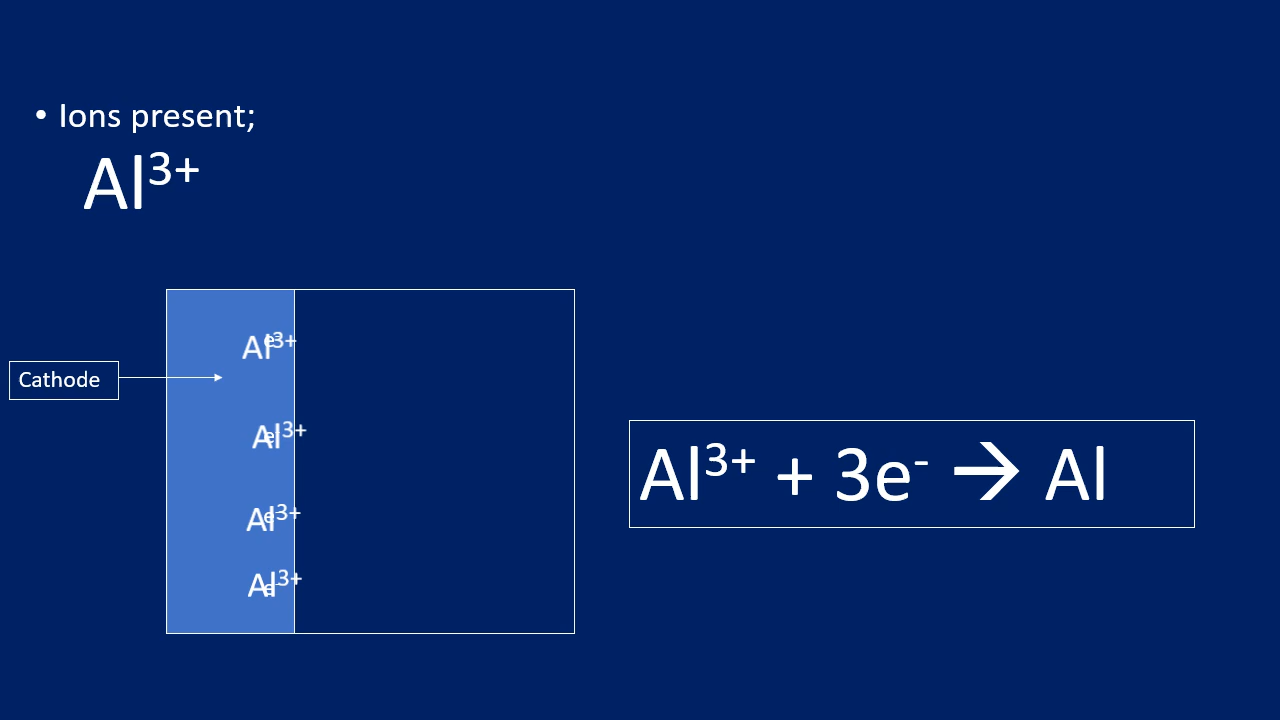 • Ions present;
Al³⁺
Cathode
Al³⁺
e
Al³⁺
e
Al³⁺
e
Al³⁺
e
Al³⁺ + 3e⁻ → Al